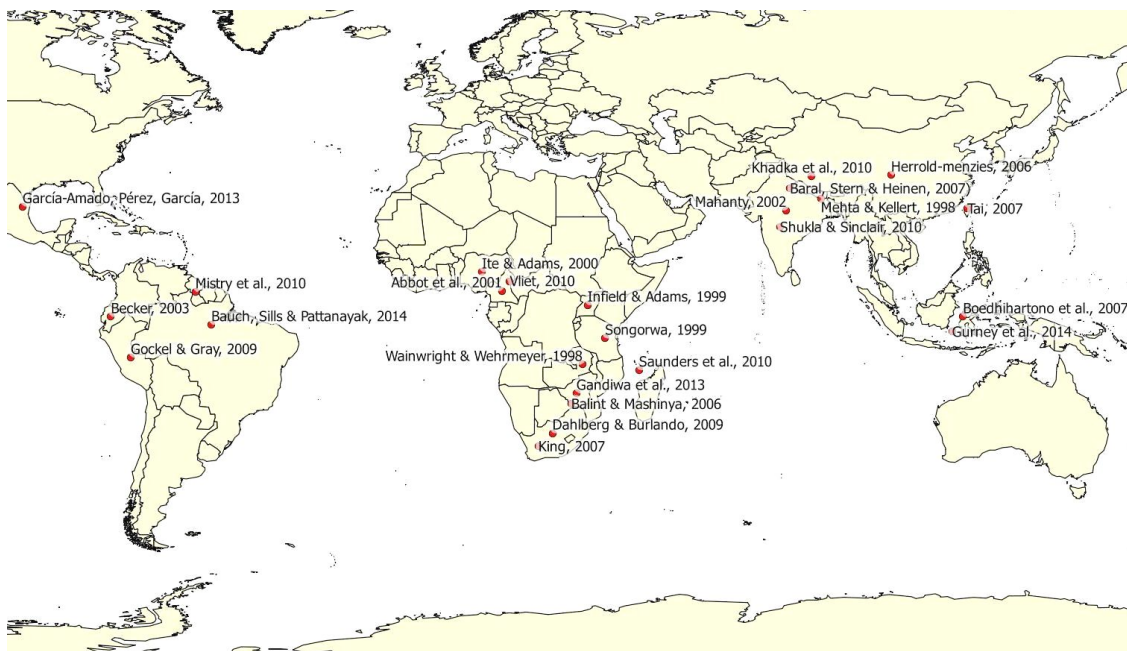 Khadka et al., 2010
Herrold-menzies, 2006
Baral, Stern & Heinen, 2007)
García-Amado, Pérez, García, 2013
Mahanty, 2002
Mehta & Kellert, 1998
Tai, 2007
Shukla & Sinclair, 2010
Ite & Adams, 2000
Abbot et al., 2001
Vliet, 2010
Mistry et al., 2010
Infield & Adams, 1999
Becker, 2003
Boedhihartono et al., 2007
Bauch, Sills & Pattanayak, 2014
Songorwa, 1999
Gurney et al., 2014
Gockel & Gray, 2009
Wainwright & Wehrmeyer, 1998
Saunders et al., 2010
Gandiwa et al., 2013
Balint & Mashinya, 2006
Dahlberg & Burlando, 2009
King, 2007